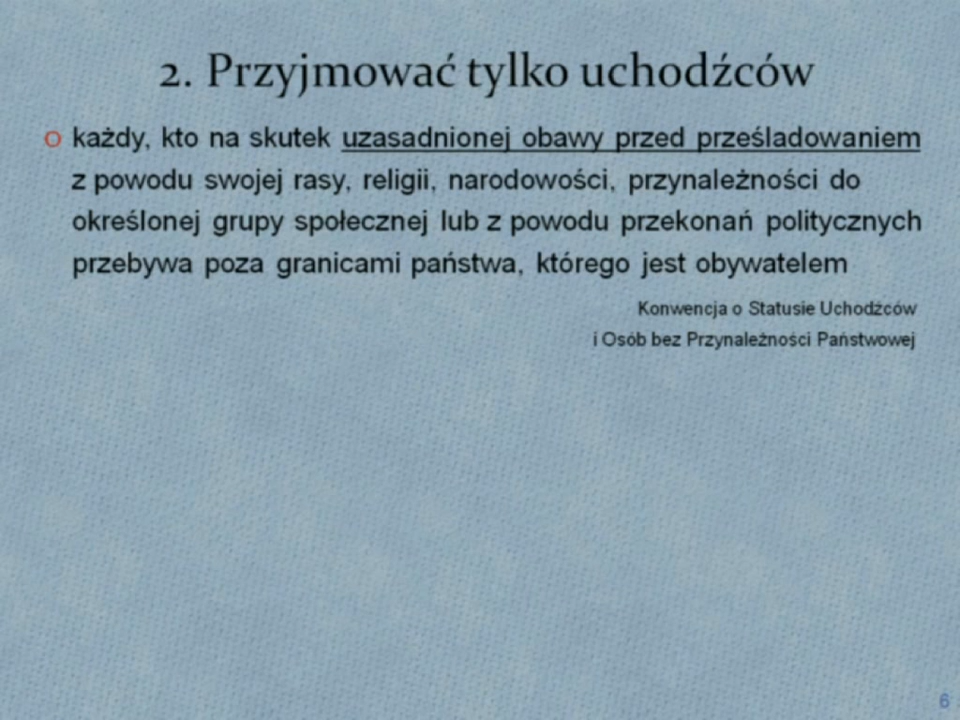 2. Przyjmować tylko uchodźców
każdy, kto na skutek uzasadnionej obawy przed prześladowaniem
z powodu swojej rasy, religii, narodowości, przynależności do
określonej grupy społecznej lub z powodu przekonań politycznych
przebywa poza granicami państwa, którego jest obywatelem
Konwencja o Statusie Uchodźców
i Osób bez Przynależności Państwowej
6